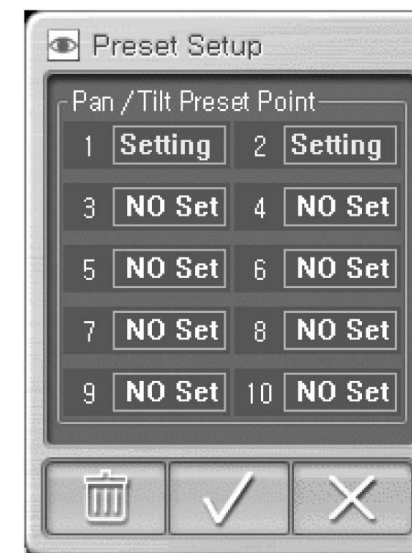 Preset Setup
Pan / Tilt Preset Point
1 Setting 2 Setting
3 NO Set 4 NO Set
5 NO Set 6 NO Set
7 NO Set 8 NO Set
9 NO Set 10 NO Set